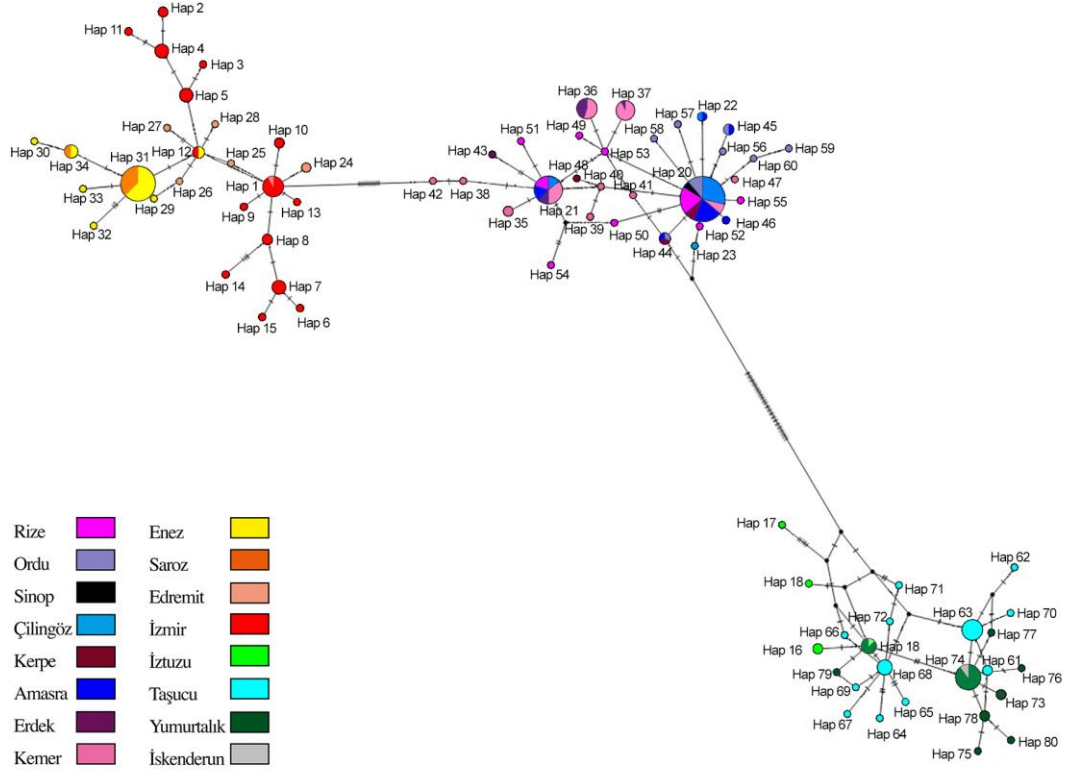 Hap 2
Hap 11
Hap 4
Hap 3
Hap 5
Hap 27
Hap 28
Hap 10
Hap 30
Hap 12
Hap 25
Hap 24
Hap 34
Hap 31
Hap 1
Hap 33
Hap 26
Hap 29
Hap 9
Hap 13
Hap 32
Hap 8
Hap 14
Hap 7
Hap 15
Hap 6
Hap 36
Hap 37
Hap 57
Hap 22
Hap 51
Hap 49
Hap 58
Hap 45
Hap 43
Hap 53
Hap 56
Hap 59
Hap 48
Hap 60
Hap 40
Hap 20
Hap 47
Hap 42
Hap 38
Hap 41
Hap 55
Hap 35
Hap 21
Hap 39
Hap 46
Hap 50
Hap 52
Hap 44
Hap 23
Hap 54
Hap 17
Hap 62
Hap 18
Hap 71
Hap 63
Hap 70
Hap 72
Hap 66
Hap 18
Hap 77
Hap 16
Hap 74
Hap 61
Hap 79
Hap 68
Hap 76
Hap 69
Hap 73
Hap 65
Hap 67
Hap 64
Hap 78
Hap 75
Hap 80
Rize
Ordu
Sinop
Çilingöz
Kerpe
Amasra
Erdek
Kemer
Enez
Saroz
Edremit
İzmir
İztuzu
Taşucu
Yumurtalık
İskenderun